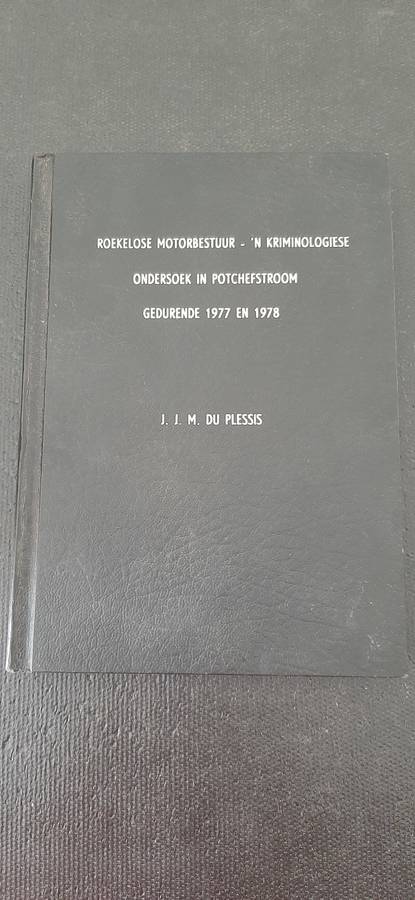 ROEKELOSE MOTORBESTUUR - 'N KRIMINOLOGIESE
ONDERSOEK IN POTCHEFSTROOM
GEDURENDE 1977 EN 1978
J. J. M. DU PLESSIS